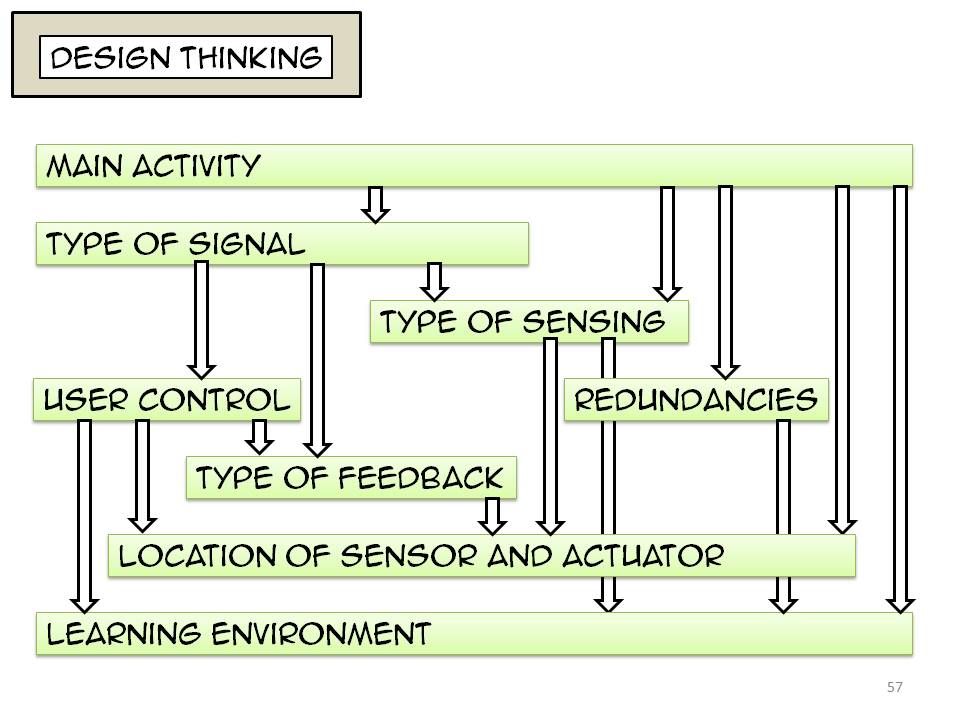 DESIGN THINKING
MAIN ACTIVITY
TYPE OF SIGNAL
TYPE OF SENSING
USER CONTROL
REDUNDANCIES
TYPE OF FEEDBACK
LOCATION OF SENSOR AND ACTUATOR
LEARNING ENVIRONMENT
57